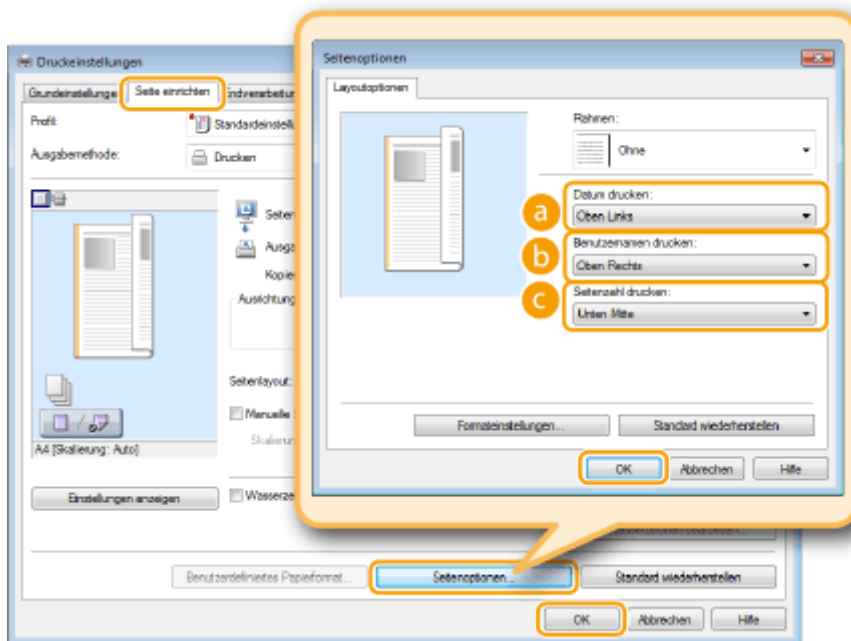 Druckeinstellungen
Grundeinstellunge
Seite einrichten
Endverarbeitun
Profil:
Standardeinstellu
Ausgabemethode:
Drucken
Seiten
Ausga
Kopie
Ausrichtung
Seitenlayout:
Manuelle
Skalierun
A4 [Skalierung: Auto]
Einstellungen anzeigen
Wasserze
Benutzerdefiniertes Papierformat...
Seitenoptionen...
Standard wiederherstellen
OK
Abbrechen
Hilfe
Seitenoptionen
Layoutoptionen
Rahmen:
Ohne
a
Datum drucken:
Oben Links
b
Benutzernamen drucken:
Oben Rechts
c
Seitenzahl drucken:
Unten Mitte
Formateinstellungen...
Standard wiederherstellen
OK
Abbrechen
Hilfe